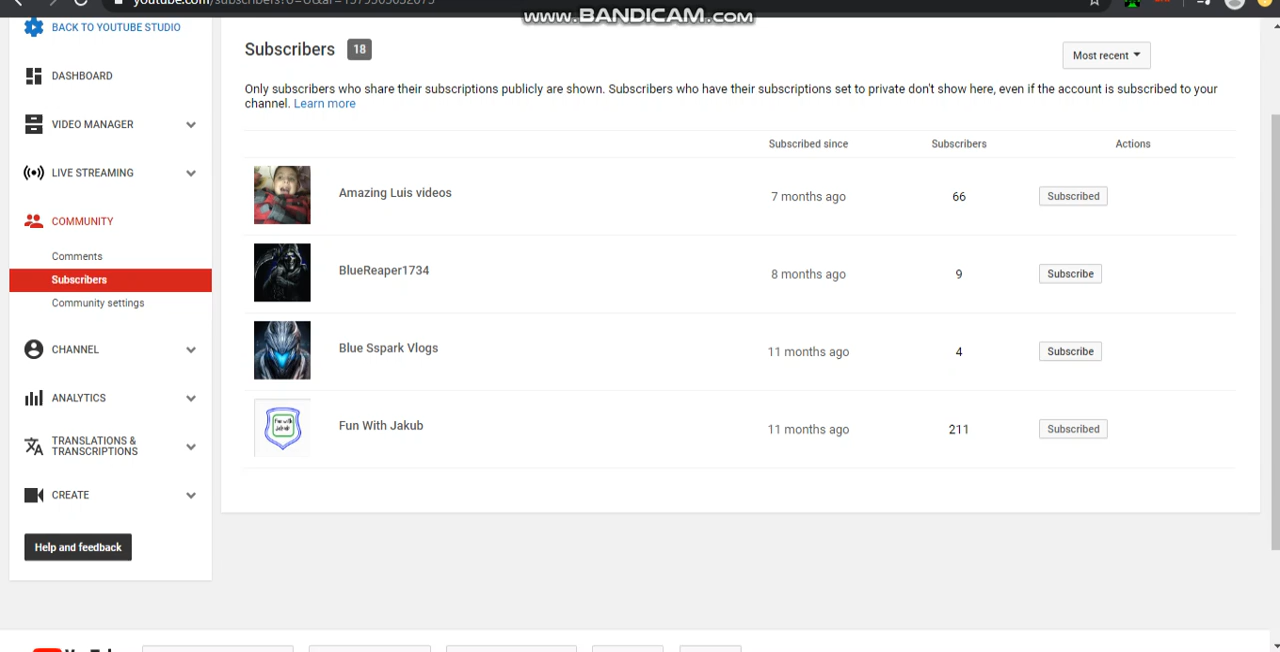 www.BANDICAM.com
BACK TO YOUTUBE STUDIO
DASHBOARD
VIDEO MANAGER
LIVE STREAMING
COMMUNITY
Comments
Subscribers
Community settings
CHANNEL
ANALYTICS
TRANSLATIONS &
TRANSCRIPTIONS
CREATE
Help and feedback
Subscribers 18
Most recent
Only subscribers who share their subscriptions publicly are shown. Subscribers who have their subscriptions set to private don't show here, even if the account is subscribed to your
channel. Learn more
Subscribed since Subscribers Actions
Amazing Luis videos 7 months ago 66 Subscribed
BlueReaper1734 8 months ago 9 Subscribe
Blue Sspark Vlogs 11 months ago 4 Subscribe
Fun With Jakub 11 months ago 211 Subscribed